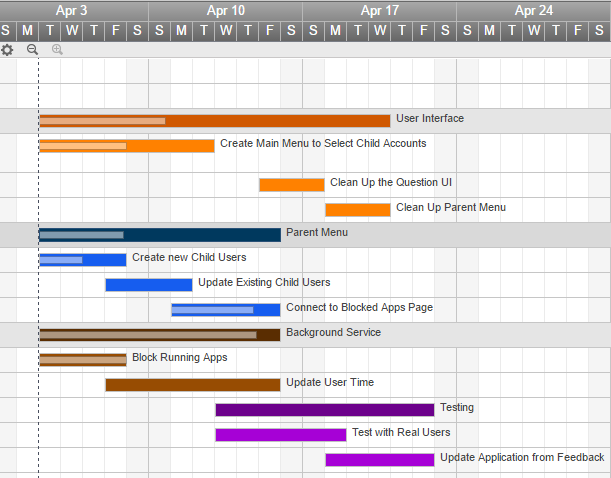 Apr 3 Apr 10 Apr 17 Apr 24
S M T W T F S S M T W T F S S M T W T F S S M T W T F S
User Interface
Create Main Menu to Select Child Accounts
Clean Up the Question UI
Clean Up Parent Menu
Parent Menu
Create new Child Users
Update Existing Child Users
Connect to Blocked Apps Page
Background Service
Block Running Apps
Update User Time
Testing
Test with Real Users
Update Application from Feedback